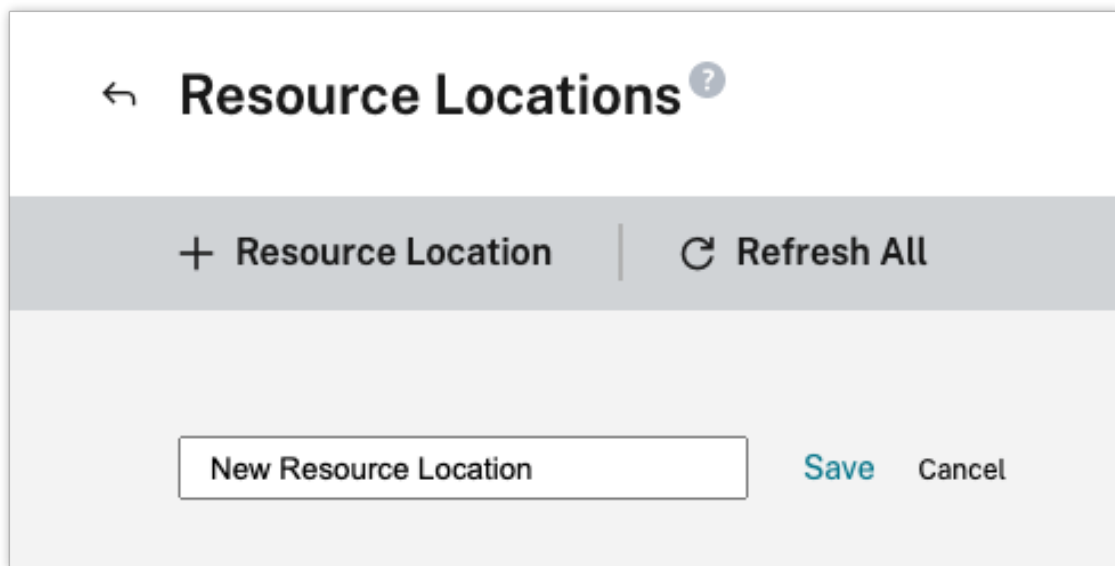 Resource Locations ?
+ Resource Location Refresh All
New Resource Location Save Cancel